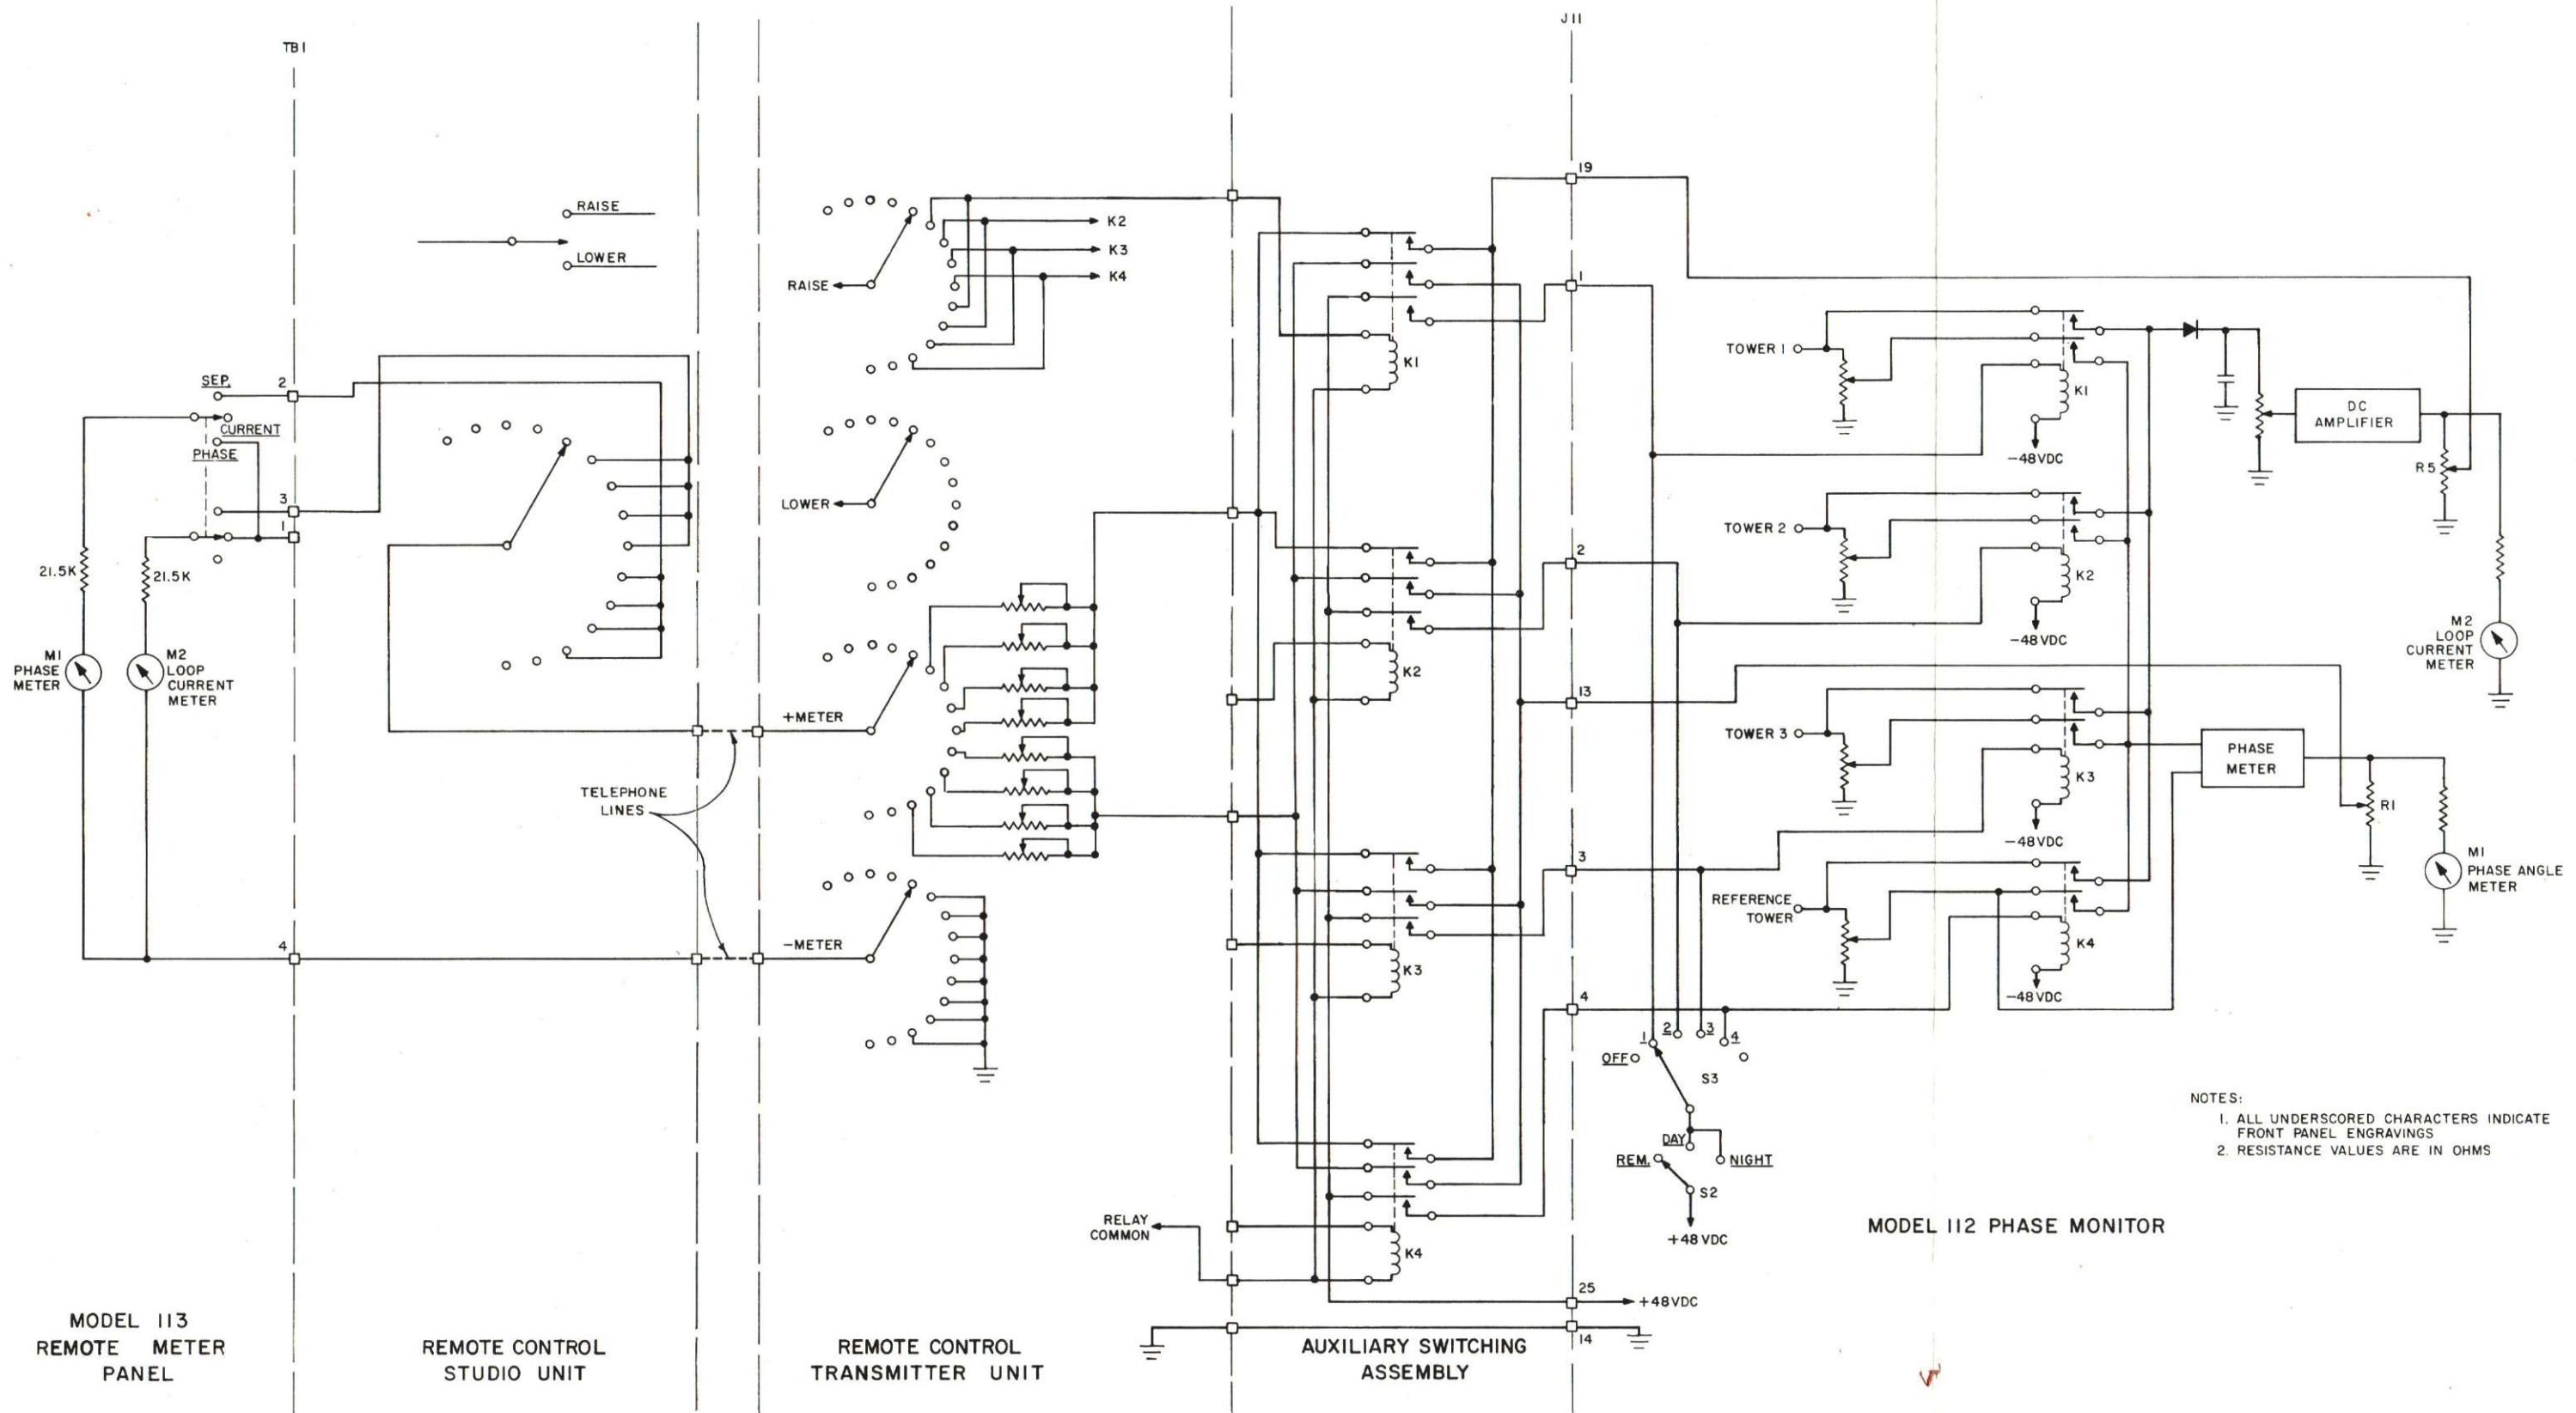 TB1
J11
RAISE
LOWER
SEP.
2
CURRENT
PHASE
3
1
21.5K
21.5K
M1
PHASE
METER
M2
LOOP
CURRENT
METER
4
TELEPHONE
LINES
K2
K3
K4
RAISE
LOWER
+METER
−METER
K1
K2
K3
K4
RELAY
COMMON
19
1
2
13
3
4
25
+48VDC
14
TOWER 1
K1
−48VDC
TOWER 2
K2
−48VDC
TOWER 3
K3
−48VDC
REFERENCE
TOWER
K4
−48VDC
DC
AMPLIFIER
R5
M2
LOOP
CURRENT
METER
PHASE
METER
R1
M1
PHASE ANGLE
METER
OFF
1
2
3
4
S3
DAY
REM.
NIGHT
S2
+48VDC
NOTES:
1. ALL UNDERSCORED CHARACTERS INDICATE
FRONT PANEL ENGRAVINGS
2. RESISTANCE VALUES ARE IN OHMS
MODEL 112 PHASE MONITOR
MODEL 113
REMOTE METER
PANEL
REMOTE CONTROL
STUDIO UNIT
REMOTE CONTROL
TRANSMITTER UNIT
AUXILIARY SWITCHING
ASSEMBLY